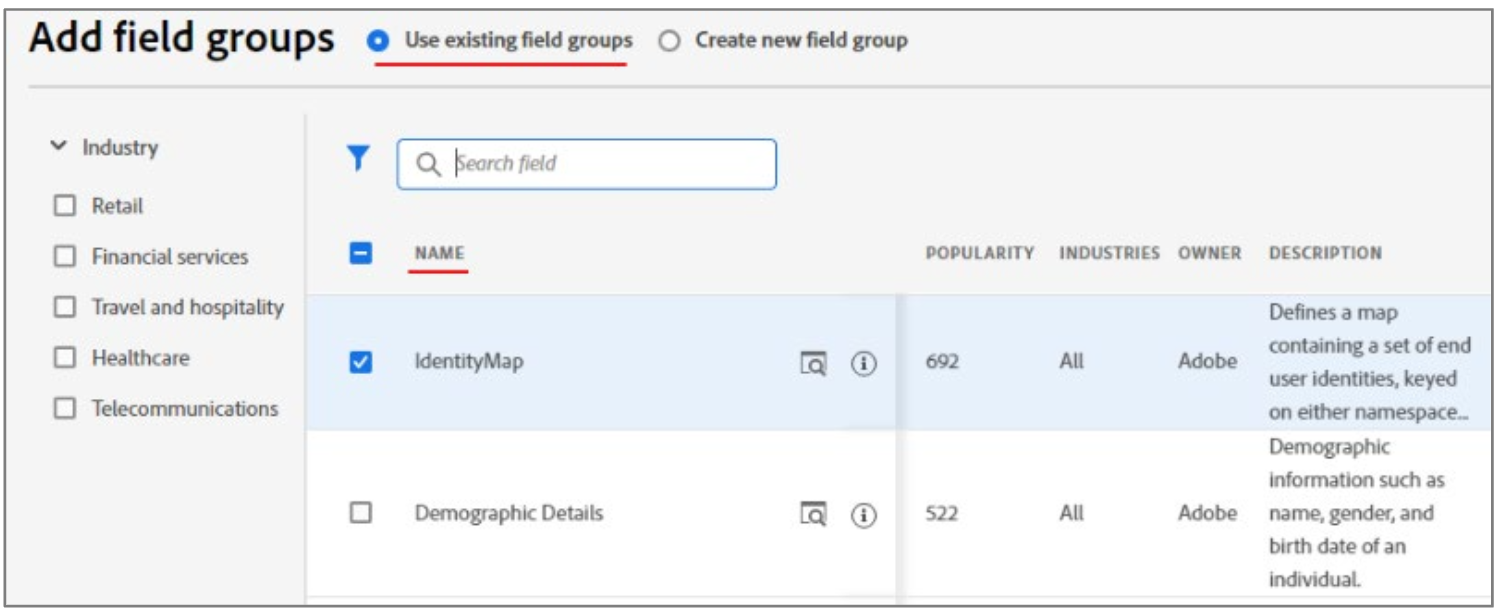 Add field groups Use existing field groups Create new field group
Industry
Retail
Financial services
Travel and hospitality
Healthcare
Telecommunications
Search field
NAME POPULARITY INDUSTRIES OWNER DESCRIPTION
IdentityMap 692 All Adobe
Defines a map
containing a set of end
user identities, keyed
on either namespace...
Demographic Details 522 All Adobe
Demographic
information such as
name, gender, and
birth date of an
individual.